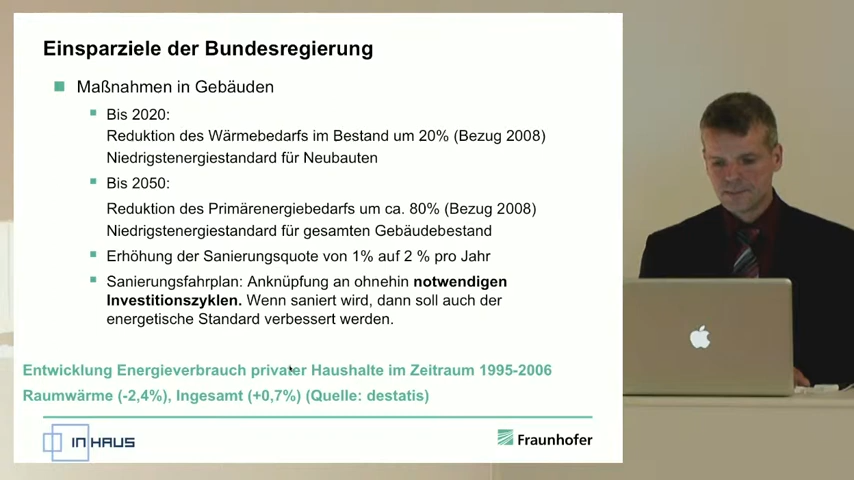 Einsparziele der Bundesregierung
Maßnahmen in Gebäuden
Bis 2020:
Reduktion des Wärmebedarfs im Bestand um 20% (Bezug 2008)
Niedrigstenergiestandard für Neubauten
Bis 2050:
Reduktion des Primärenergiebedarfs um ca. 80% (Bezug 2008)
Niedrigstenergiestandard für gesamten Gebäudebestand
Erhöhung der Sanierungsquote von 1% auf 2 % pro Jahr
Sanierungsfahrplan: Anknüpfung an ohnehin notwendigen
Investitionszyklen. Wenn saniert wird, dann soll auch der
energetische Standard verbessert werden.
Entwicklung Energieverbrauch privater Haushalte im Zeitraum 1995-2006
Raumwärme (-2,4%), Ingesamt (+0,7%) (Quelle: destatis)
IN HAUS
Fraunhofer